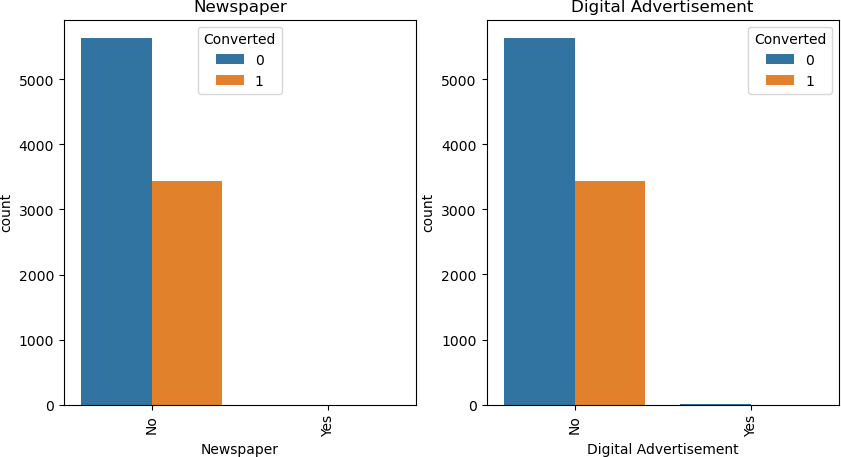 Newspaper
Converted
0
1
5000
4000
3000
2000
1000
0
count
No
Yes
Newspaper
Digital Advertisement
Converted
0
1
5000
4000
3000
2000
1000
0
count
No
Yes
Digital Advertisement